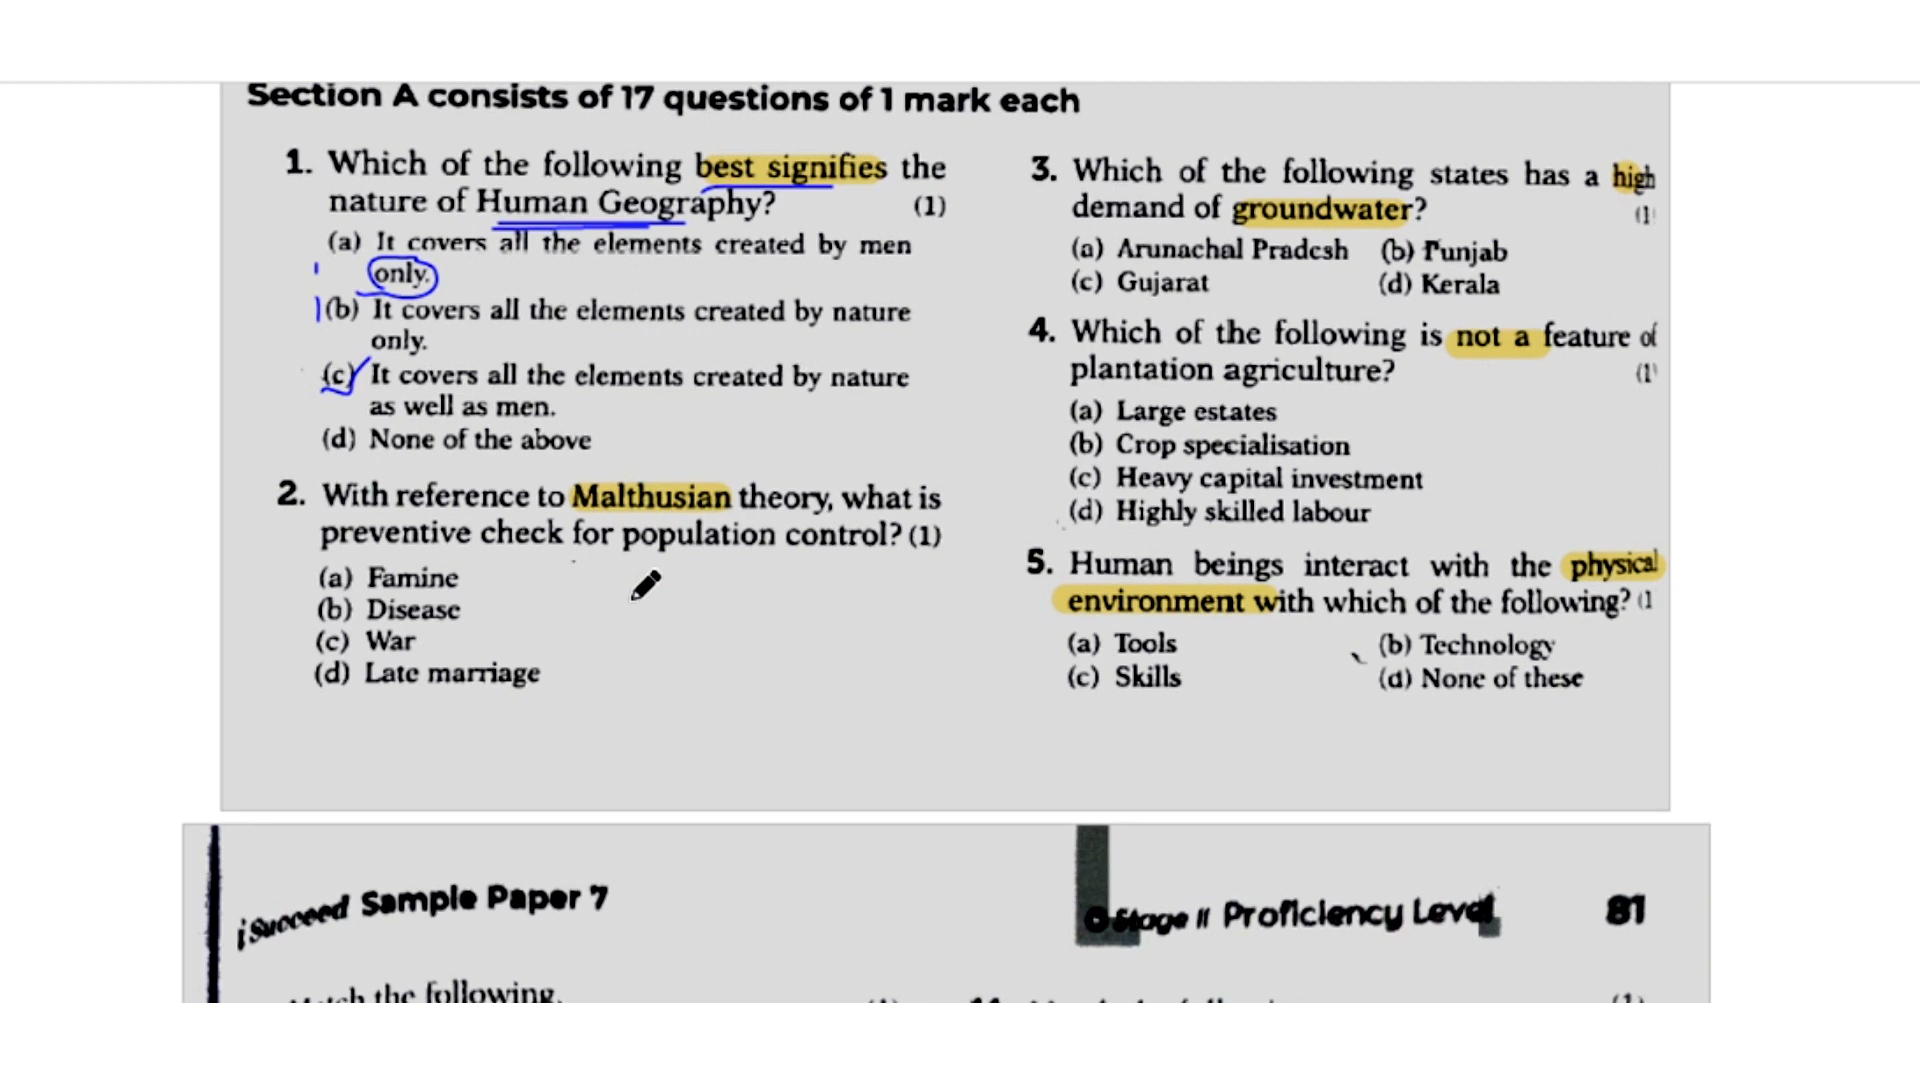 Section A consists of 17 questions of 1 mark each
1. Which of the following best signifies the
nature of Human Geography? (1)
(a) It covers all the elements created by men
only.
(b) It covers all the elements created by nature
only.
(c) It covers all the elements created by nature
as well as men.
(d) None of the above
2. With reference to Malthusian theory, what is
preventive check for population control? (1)
(a) Famine
(b) Disease
(c) War
(d) Late marriage
3. Which of the following states has a high
demand of groundwater? (1
(a) Arunachal Pradesh (b) Punjab
(c) Gujarat (d) Kerala
4. Which of the following is not a feature of
plantation agriculture? (1
(a) Large estates
(b) Crop specialisation
(c) Heavy capital investment
(d) Highly skilled labour
5. Human beings interact with the physical
environment with which of the following? (1
(a) Tools (b) Technology
(c) Skills (d) None of these
iSucceed Sample Paper 7
Stage II Proficiency Level 81
the following.